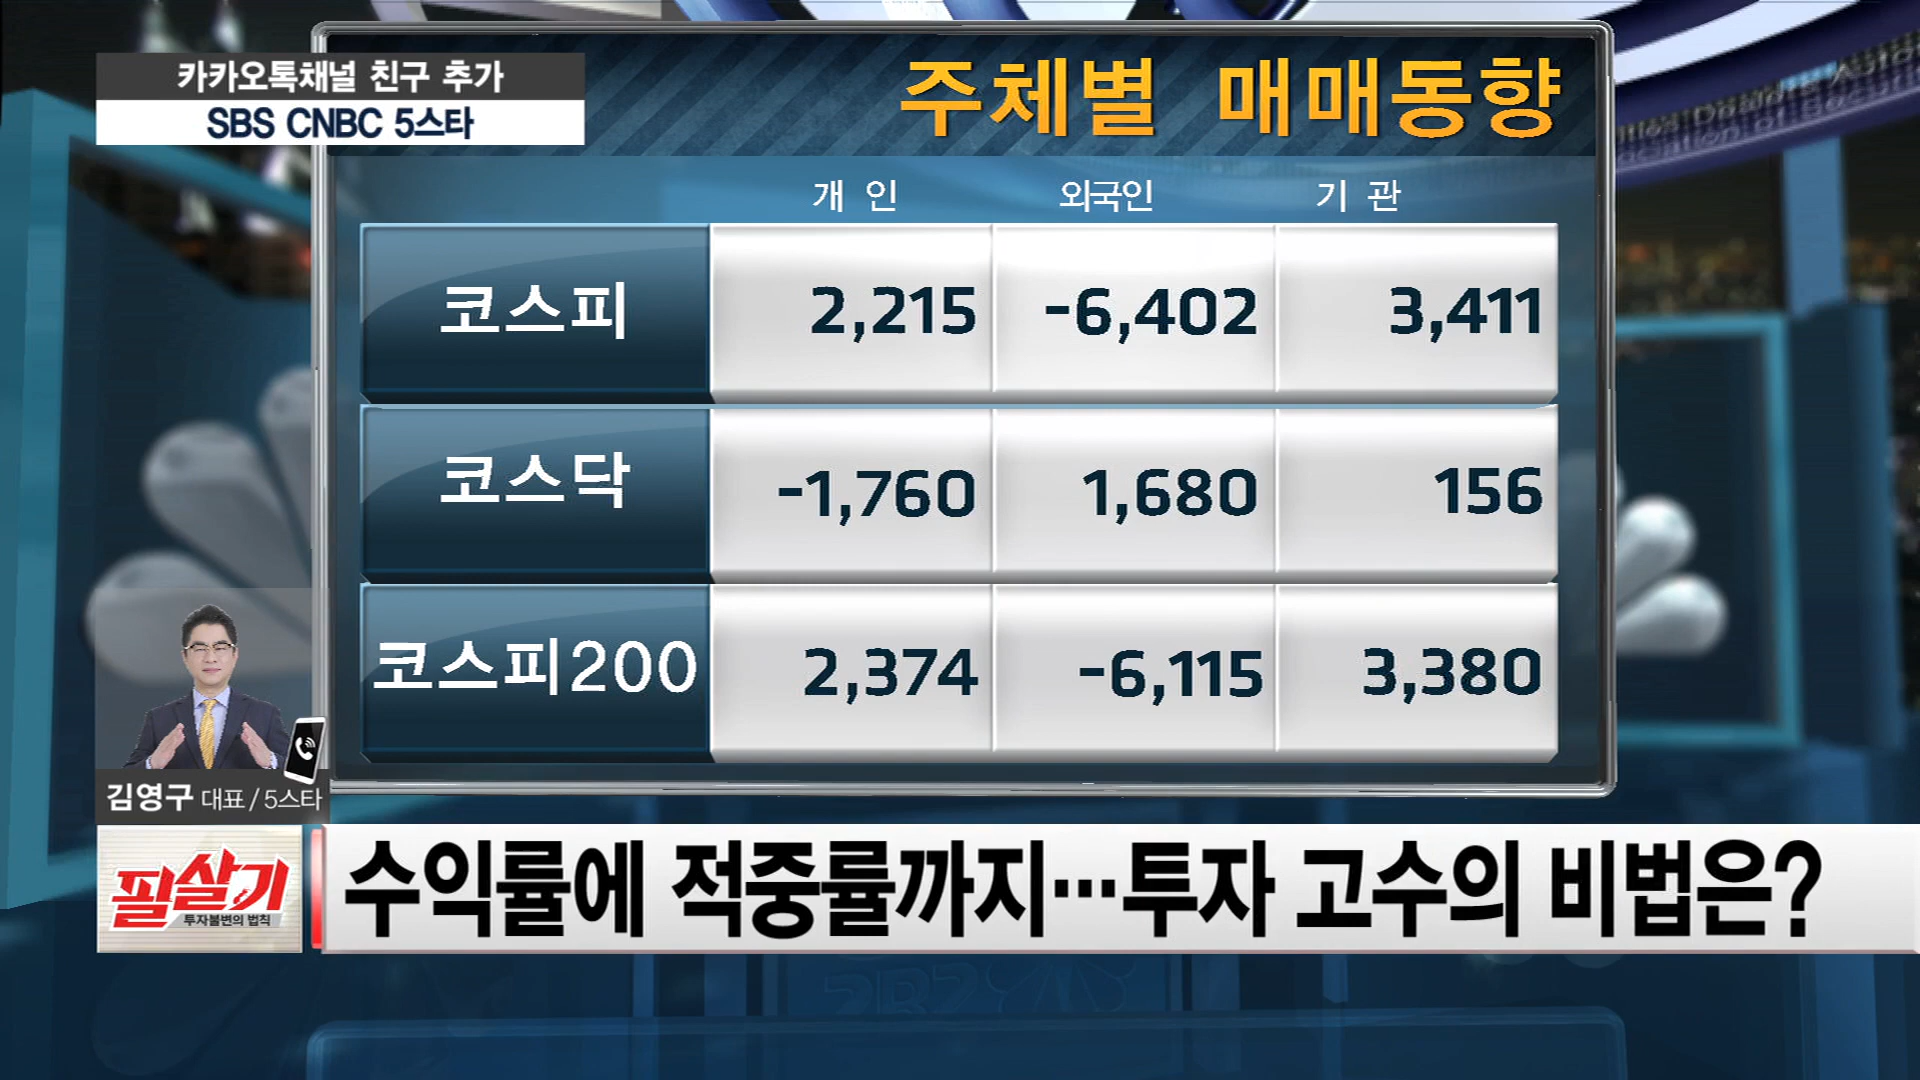 카카오톡채널 친구 추가
SBS CNBC 5스타
주체별 매매동향
개 인 외국인 기 관
코스피 2,215 -6,402 3,411
코스닥 -1,760 1,680 156
코스피200 2,374 -6,115 3,380
김영구 대표 / 5스타
필살기
투자불변의 법칙
수익률에 적중률까지…투자 고수의 비법은?